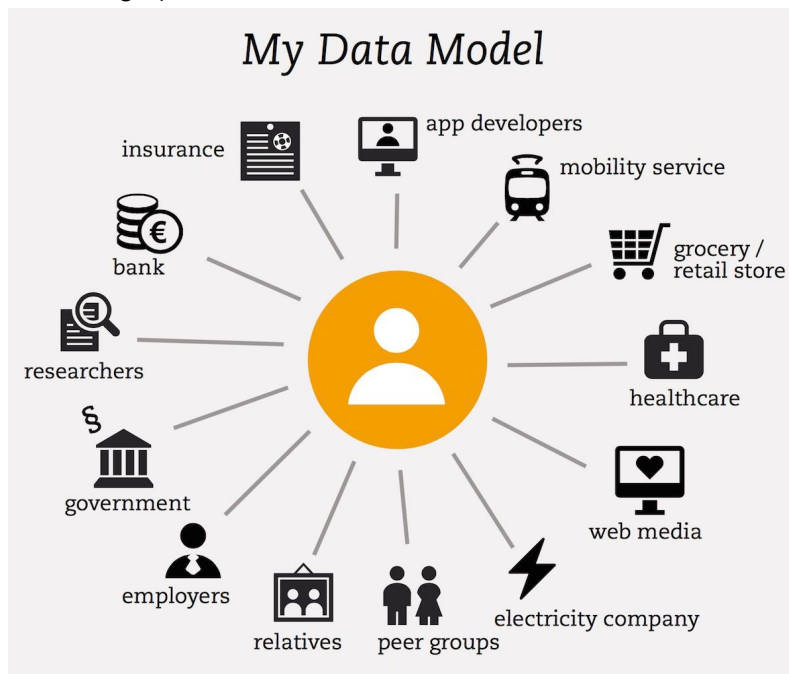 My Data Model
insurance
app developers
mobility service
bank
€
grocery /
retail store
researchers
healthcare
§
government
web media
employers
electricity company
relatives
peer groups